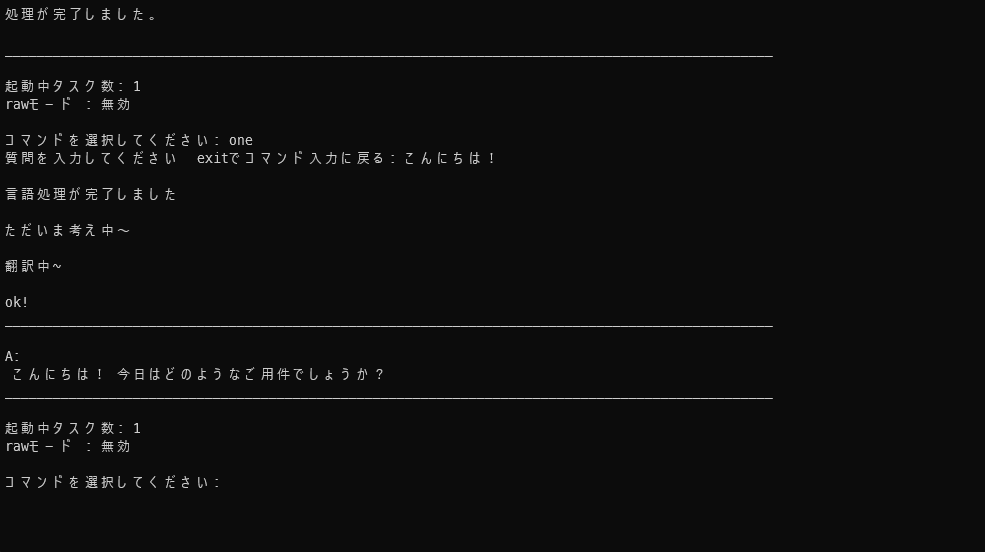 処理が完了しました。
起動中タスク数: 1
rawモード : 無効
コマンドを選択してください: one
質問を入力してください　exitでコマンド入力に戻る: こんにちは！
言語処理が完了しました
ただいま考え中～
翻訳中~
ok!
A:
こんにちは！ 今日はどのようなご用件でしょうか？
起動中タスク数: 1
rawモード : 無効
コマンドを選択してください: